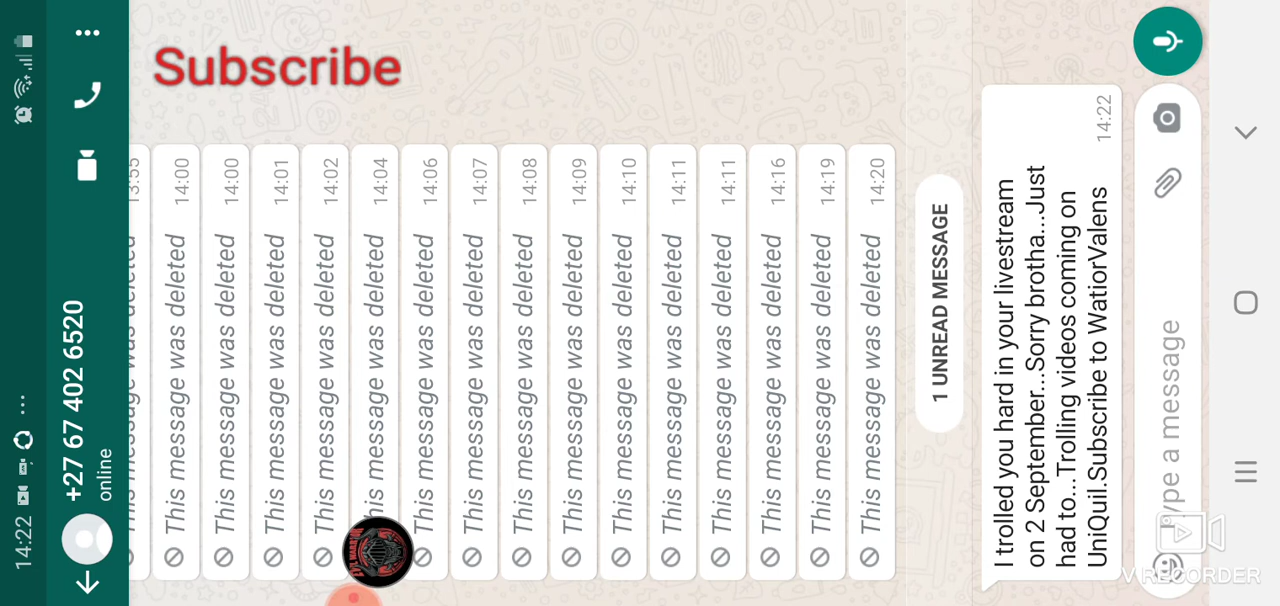 14:22
+27 67 402 6520
online
Subscribe
This message was deleted 13:55
This message was deleted 14:00
This message was deleted 14:00
This message was deleted 14:01
This message was deleted 14:02
This message was deleted 14:04
This message was deleted 14:06
This message was deleted 14:07
This message was deleted 14:08
This message was deleted 14:09
This message was deleted 14:10
This message was deleted 14:11
This message was deleted 14:11
This message was deleted 14:16
This message was deleted 14:19
This message was deleted 14:20
1 UNREAD MESSAGE
I trolled you hard in your livestream
on 2 September...Sorry brotha...Just
had to...Trolling videos coming on
UniQuil.Subscribe to WatiorValens
14:22
Type a message
V RECORDER